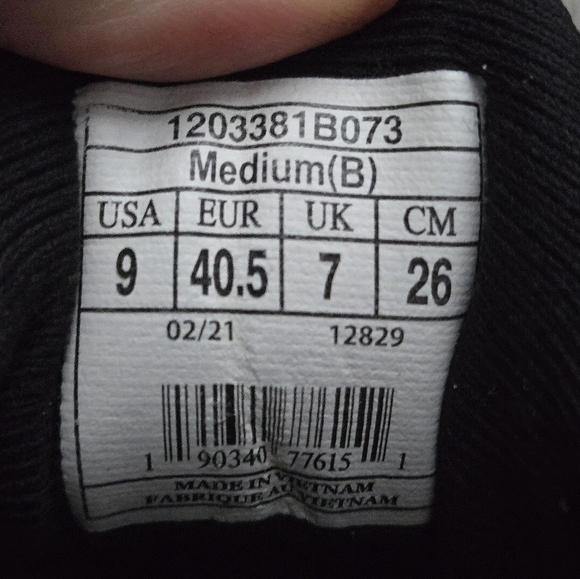 1203381B073
Medium(B)
USA EUR UK CM
9 40.5 7 26
02/21 12829
1 90340 77615 1
MADE IN VIETNAM
FABRIQUE AU VIETNAM